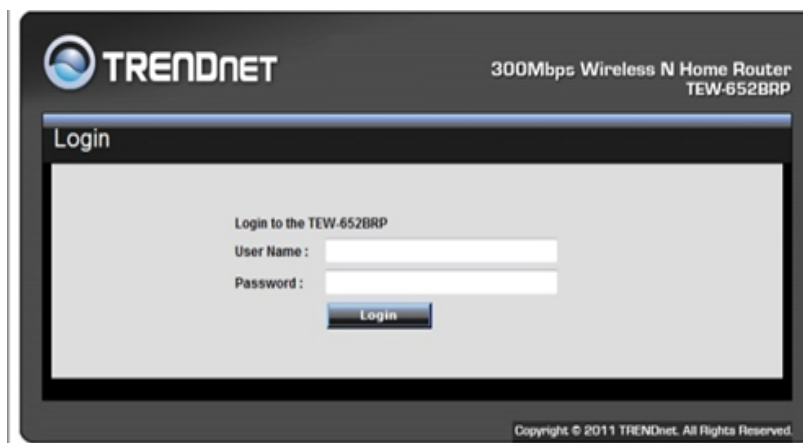 TRENDNET
300Mbps Wireless N Home Router
TEW-652BRP
Login
Login to the TEW-652BRP
User Name :
Password :
Login
Copyright © 2011 TRENDnet. All Rights Reserved.